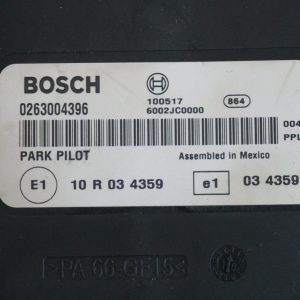 BOSCH
100517 864
0263004396 6002JC0000
004
PPL
PARK PILOT Assembled in Mexico
E1 10 R 03 4359 e1 03 4359
>PA 66-GF15<